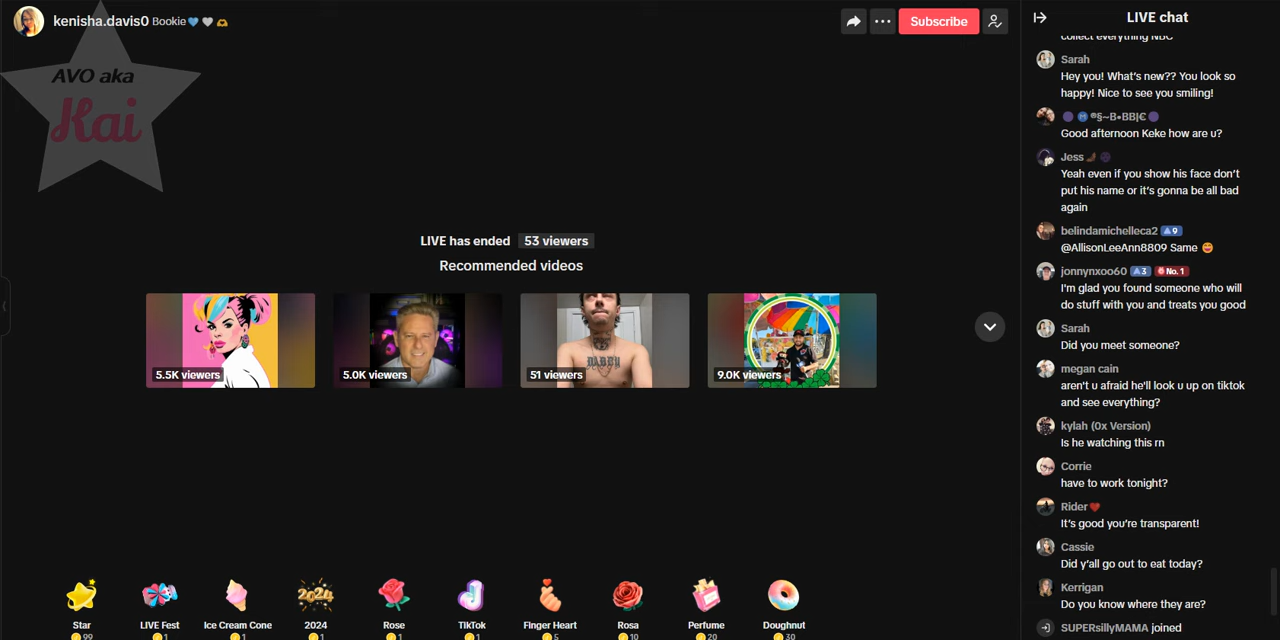 kenisha.davis0 Bookie
Subscribe
AVO aka
Kai
LIVE has ended 53 viewers
Recommended videos
5.5K viewers
5.0K viewers
DADDY
51 viewers
9.0K viewers
Star
99
LIVE Fest
1
Ice Cream Cone
1
2024
2024
1
Rose
1
TikTok
1
Finger Heart
5
Rosa
10
Perfume
20
Doughnut
30
LIVE chat
collect everything NBC
Sarah
Hey you! What's new?? You look so
happy! Nice to see you smiling!
Ⓜ️ ®§~B•BB|€
Good afternoon Keke how are u?
Jess
Yeah even if you show his face don't
put his name or it's gonna be all bad
again
belindamichelleca2 9
@AllisonLeeAnn8809 Same
jonnynxoo60 3 No. 1
I'm glad you found someone who will
do stuff with you and treats you good
Sarah
Did you meet someone?
megan cain
aren't u afraid he'll look u up on tiktok
and see everything?
kylah (0x Version)
Is he watching this rn
Corrie
have to work tonight?
Rider
It's good you're transparent!
Cassie
Did y'all go out to eat today?
Kerrigan
Do you know where they are?
SUPERsillyMAMA joined